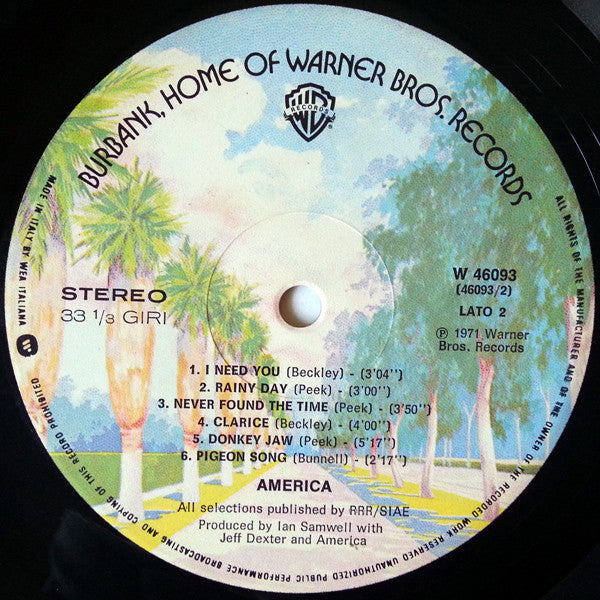 BURBANK, HOME OF WARNER BROS. RECORDS
RECORDS
MADE IN ITALY BY WEA ITALIANA
STEREO
33 1/3 GIRI
W 46093
(46093/2)
LATO 2
Ⓟ 1971 Warner
Bros. Records
1. I NEED YOU (Beckley) - (3'04'')
2. RAINY DAY (Peek) - (3'00'')
3. NEVER FOUND THE TIME (Peek) - (3'50'')
4. CLARICE (Beckley) - (4'00'')
5. DONKEY JAW (Peek) - (5'17'')
6. PIGEON SONG (Bunnell) - (2'17'')
AMERICA
All selections published by RRR/SIAE
Produced by Ian Samwell with
Jeff Dexter and America
ALL RIGHTS OF THE MANUFACTURER AND OF THE OWNER OF THE RECORDED WORK RESERVED UNAUTHORIZED PUBLIC PERFORMANCE BROADCASTING AND COPYING OF THIS RECORD PROHIBITED